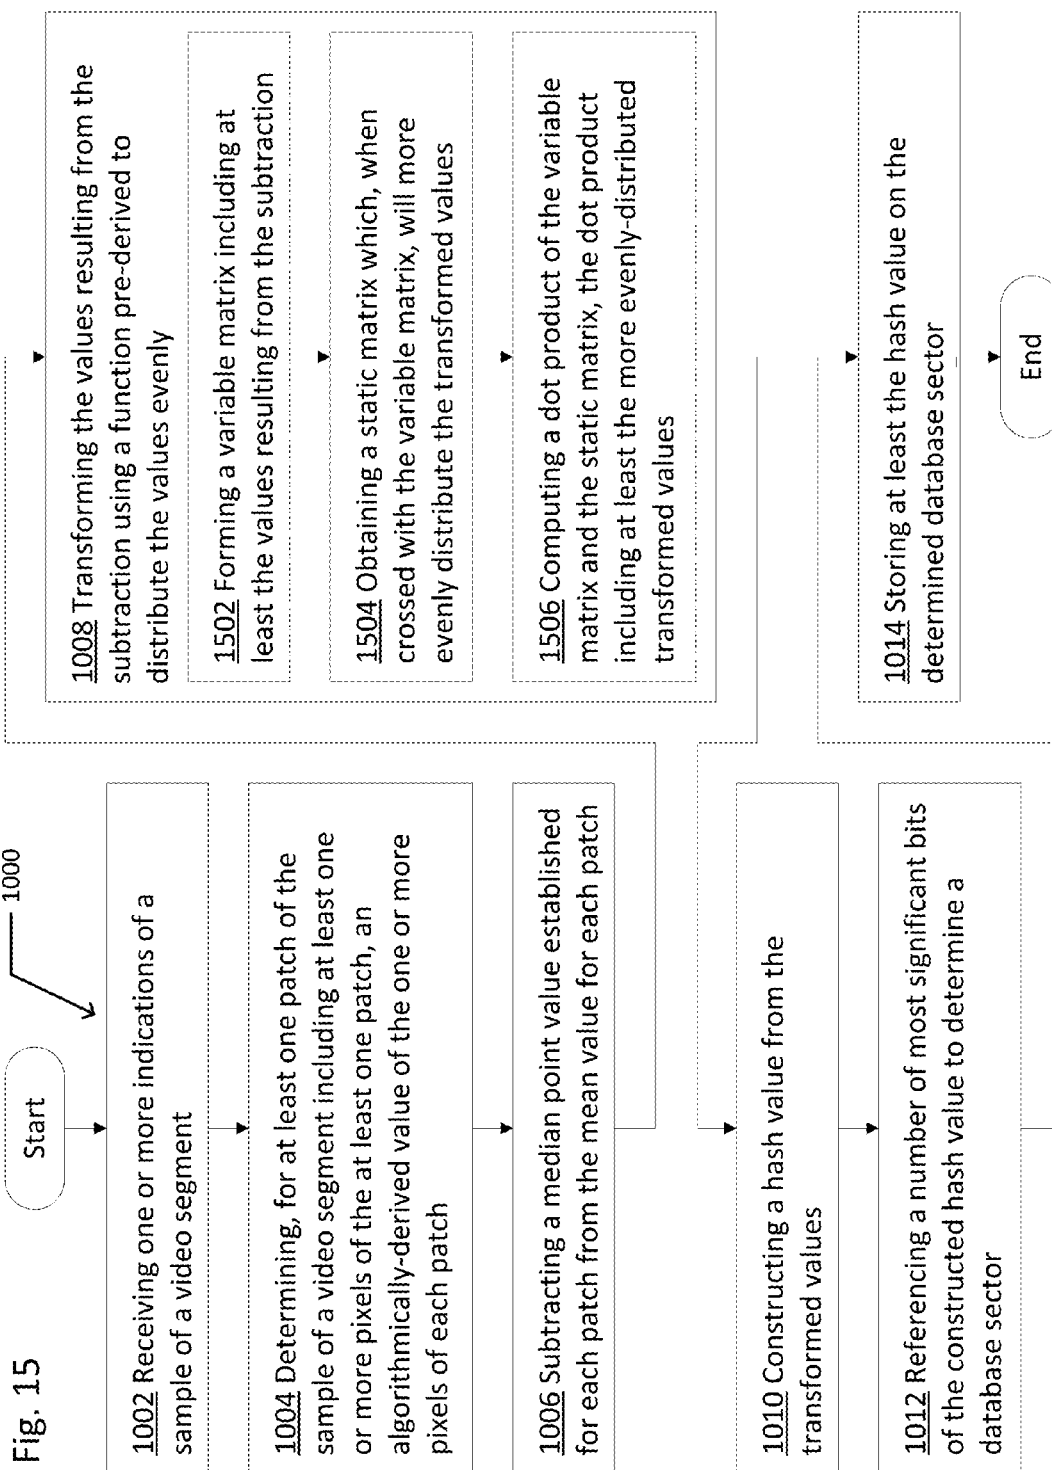 Fig. 15
1000
Start
1002 Receiving one or more indications of a
sample of a video segment
1004 Determining, for at least one patch of the
sample of a video segment including at least one
or more pixels of the at least one patch, an
algorithmically-derived value of the one or more
pixels of each patch
1006 Subtracting a median point value established
for each patch from the mean value for each patch
1008 Transforming the values resulting from the
subtraction using a function pre-derived to
distribute the values evenly
1502 Forming a variable matrix including at
least the values resulting from the subtraction
1504 Obtaining a static matrix which, when
crossed with the variable matrix, will more
evenly distribute the transformed values
1506 Computing a dot product of the variable
matrix and the static matrix, the dot product
including at least the more evenly-distributed
transformed values
1010 Constructing a hash value from the
transformed values
1012 Referencing a number of most significant bits
of the constructed hash value to determine a
database sector
1014 Storing at least the hash value on the
determined database sector
End